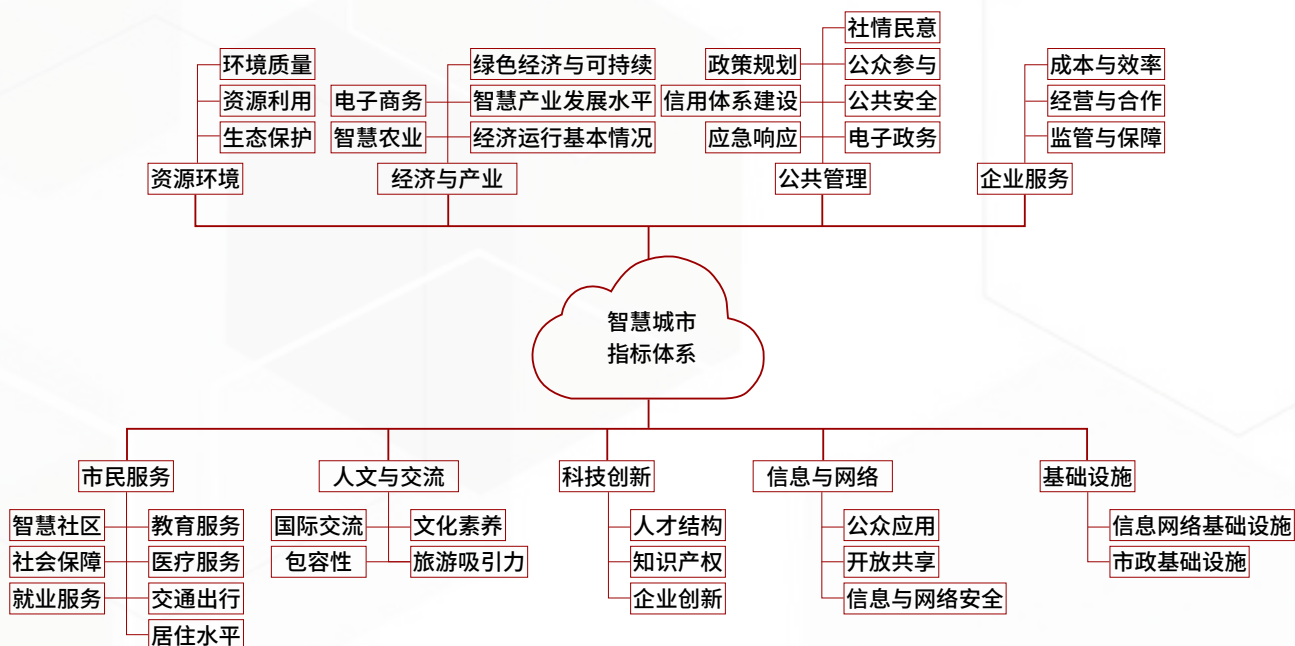 社情民意
环境质量
绿色经济与可持续
政策规划
公众参与
成本与效率
资源利用
电子商务
智慧产业发展水平
信用体系建设
公共安全
经营与合作
生态保护
智慧农业
经济运行基本情况
应急响应
电子政务
监管与保障
资源环境
经济与产业
公共管理
企业服务
智慧城市
指标体系
市民服务
人文与交流
科技创新
信息与网络
基础设施
智慧社区
教育服务
国际交流
文化素养
人才结构
公众应用
信息网络基础设施
社会保障
医疗服务
包容性
旅游吸引力
知识产权
开放共享
市政基础设施
就业服务
交通出行
企业创新
信息与网络安全
居住水平